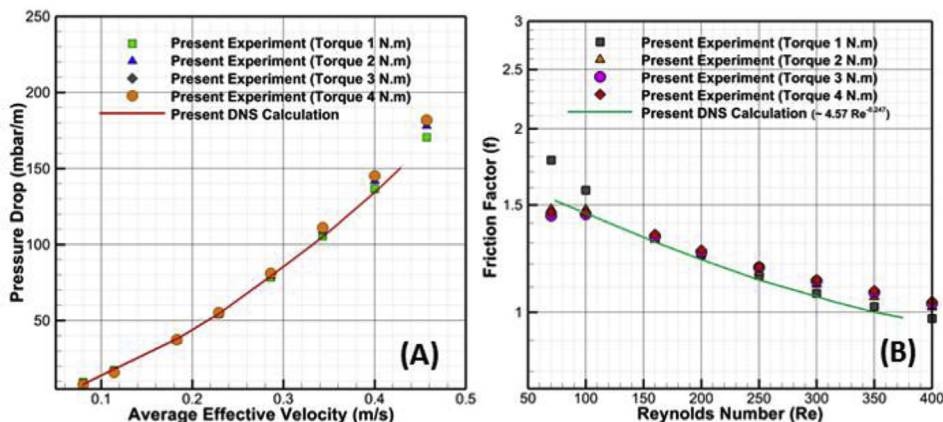 250
200
150
100
50
Pressure Drop (mbar/m)
Present Experiment (Torque 1 N.m)
Present Experiment (Torque 2 N.m)
Present Experiment (Torque 3 N.m)
Present Experiment (Torque 4 N.m)
Present DNS Calculation
(A)
0.1 0.2 0.3 0.4 0.5
Average Effective Velocity (m/s)
3
2.5
2
1.5
1
Friction Factor (f)
Present Experiment (Torque 1 N.m)
Present Experiment (Torque 2 N.m)
Present Experiment (Torque 3 N.m)
Present Experiment (Torque 4 N.m)
Present DNS Calculation (~ 4.57 Re-0.247)
(B)
50 100 150 200 250 300 350 400
Reynolds Number (Re)